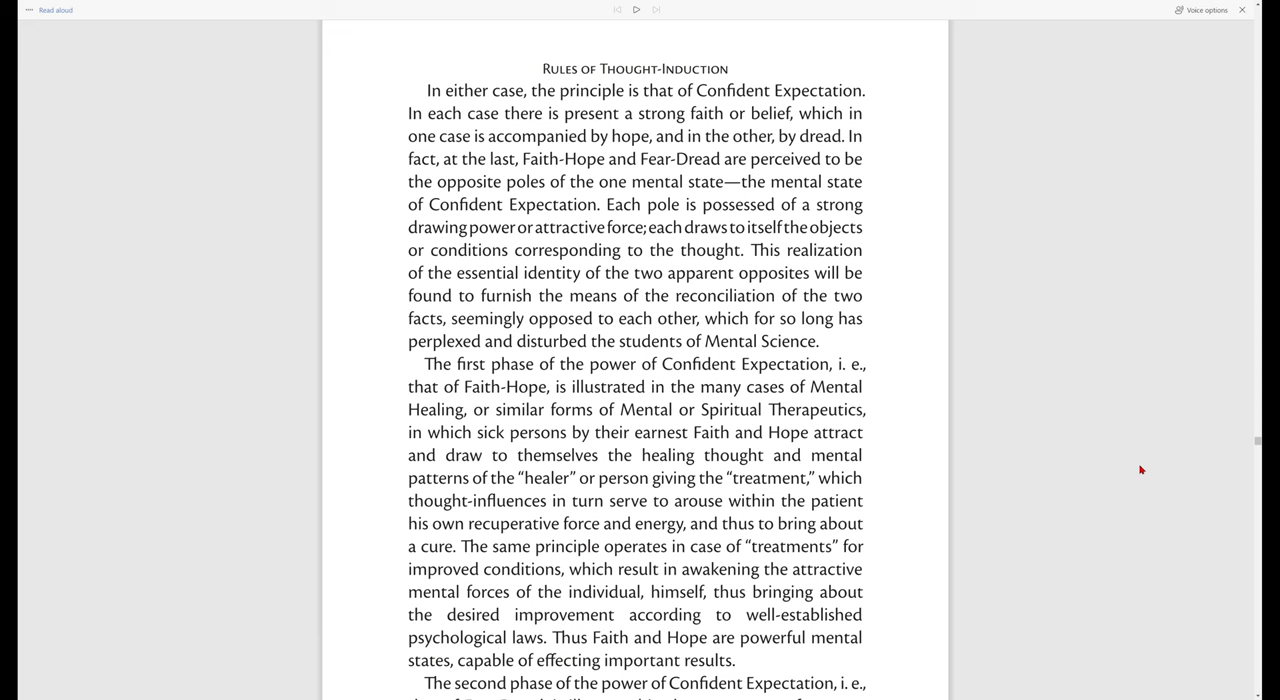 Read aloud
Voice options
Rules of Thought-Induction
In either case, the principle is that of Confident Expectation.
In each case there is present a strong faith or belief, which in
one case is accompanied by hope, and in the other, by dread. In
fact, at the last, Faith-Hope and Fear-Dread are perceived to be
the opposite poles of the one mental state—the mental state
of Confident Expectation. Each pole is possessed of a strong
drawing power or attractive force; each draws to itself the objects
or conditions corresponding to the thought. This realization
of the essential identity of the two apparent opposites will be
found to furnish the means of the reconciliation of the two
facts, seemingly opposed to each other, which for so long has
perplexed and disturbed the students of Mental Science.
The first phase of the power of Confident Expectation, i. e.,
that of Faith-Hope, is illustrated in the many cases of Mental
Healing, or similar forms of Mental or Spiritual Therapeutics,
in which sick persons by their earnest Faith and Hope attract
and draw to themselves the healing thought and mental
patterns of the “healer” or person giving the “treatment,” which
thought-influences in turn serve to arouse within the patient
his own recuperative force and energy, and thus to bring about
a cure. The same principle operates in case of “treatments” for
improved conditions, which result in awakening the attractive
mental forces of the individual, himself, thus bringing about
the desired improvement according to well-established
psychological laws. Thus Faith and Hope are powerful mental
states, capable of effecting important results.
The second phase of the power of Confident Expectation, i. e.,